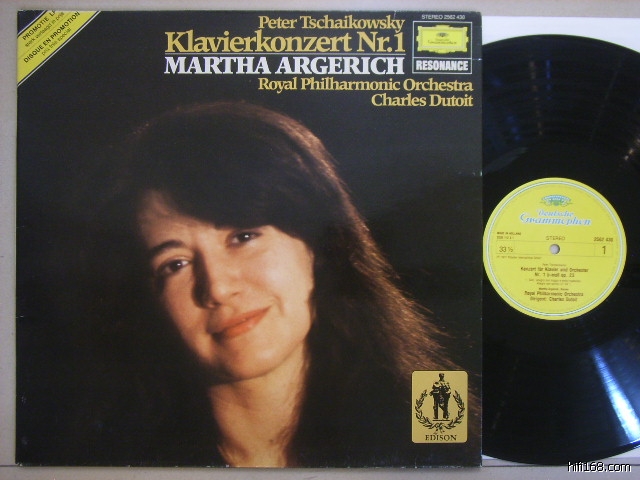 PROMOTIE
DISQUE EN PROMOTION
Peter Tschaikowsky
Klavierkonzert Nr.1
MARTHA ARGERICH
Royal Philharmonic Orchestra
Charles Dutoit
STEREO 2562 430
RESONANCE
EDISON
Deutsche
Grammophon
STEREO
33⅓
1
Konzert für Klavier und Orchester
Nr. 1 b-moll op. 23
Royal Philharmonic Orchestra
Dirigent: Charles Dutoit
hifi168.com